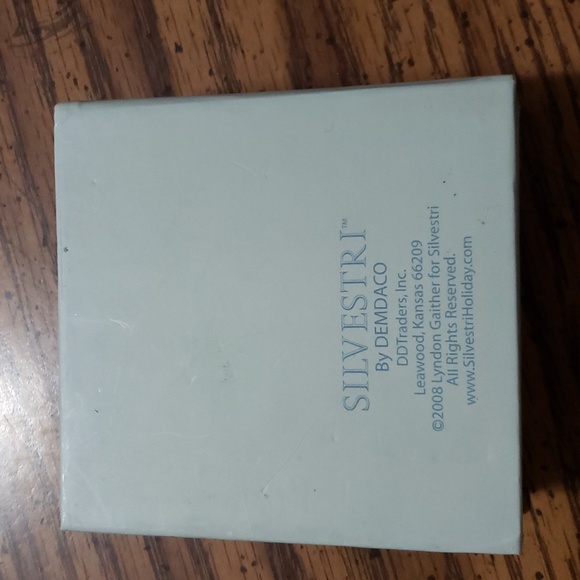 SILVESTRI™
By DEMDACO
DDTraders, Inc.
Leawood, Kansas 66209
©2008 Lyndon Gaither for Silvestri
All Rights Reserved.
www.SilvestriHoliday.com